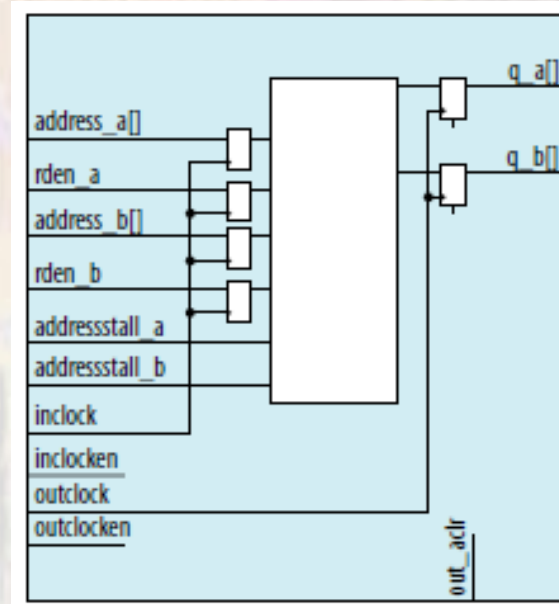 address_a[]
rden_a
address_b[]
rden_b
addressstall_a
addressstall_b
inclock
inclocken
outclock
outclocken
q_a[]
q_b[]
out_aclr